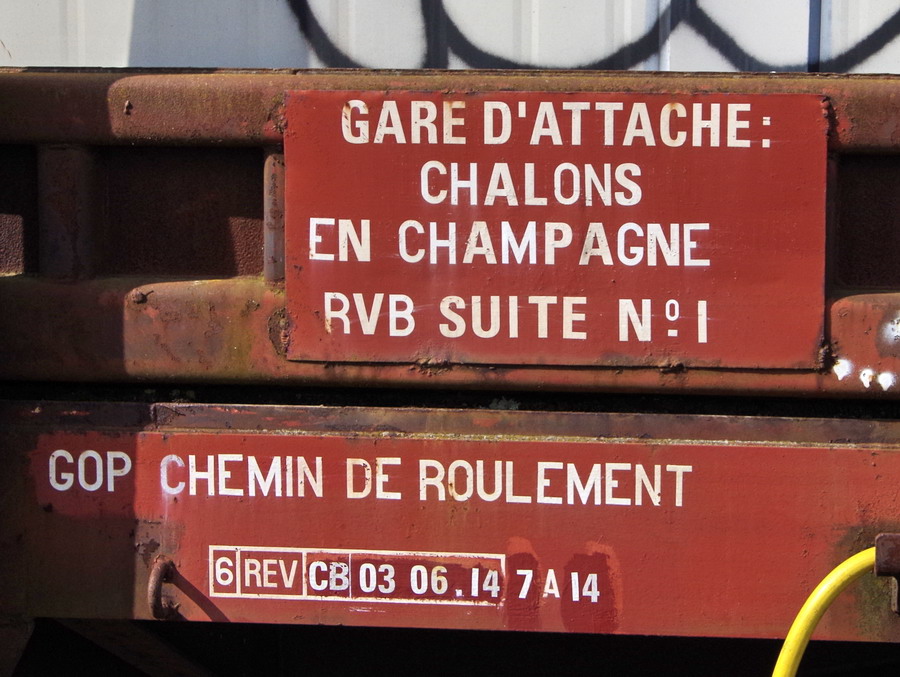 GARE D'ATTACHE:
CHALONS
EN CHAMPAGNE
RVB SUITE Nº 1
GOP CHEMIN DE ROULEMENT
6 REV CB 03 06.14 7 A 14